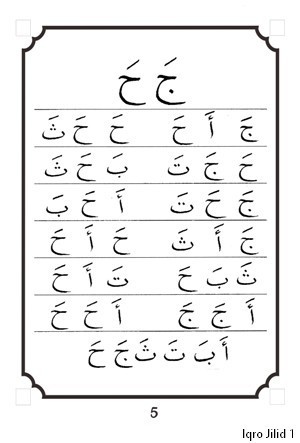 جَ حَ
جَ أَ حَ حَ حَ ثَ
حَ جَ تَ بَ حَ ثَ
جَ حَ تَ أَ حَ بَ
جَ أَ ثَ حَ أَ حَ
ثَ بَ حَ تَ أَ حَ
أَ جَ جَ أَ حَ حَ
أَ بَ تَ ثَ جَ حَ
5
Iqro Jilid 1